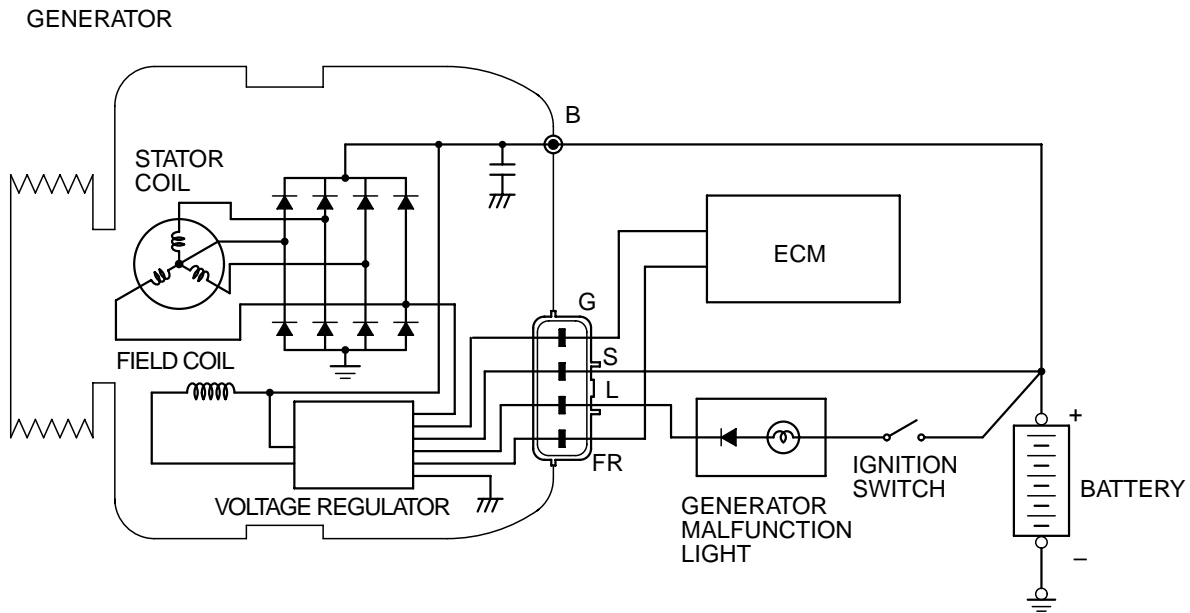 GENERATOR
B
STATOR
COIL
ECM
G
FIELD COIL
S
L
+
FR
IGNITION
SWITCH
BATTERY
VOLTAGE REGULATOR
GENERATOR
MALFUNCTION
LIGHT
–